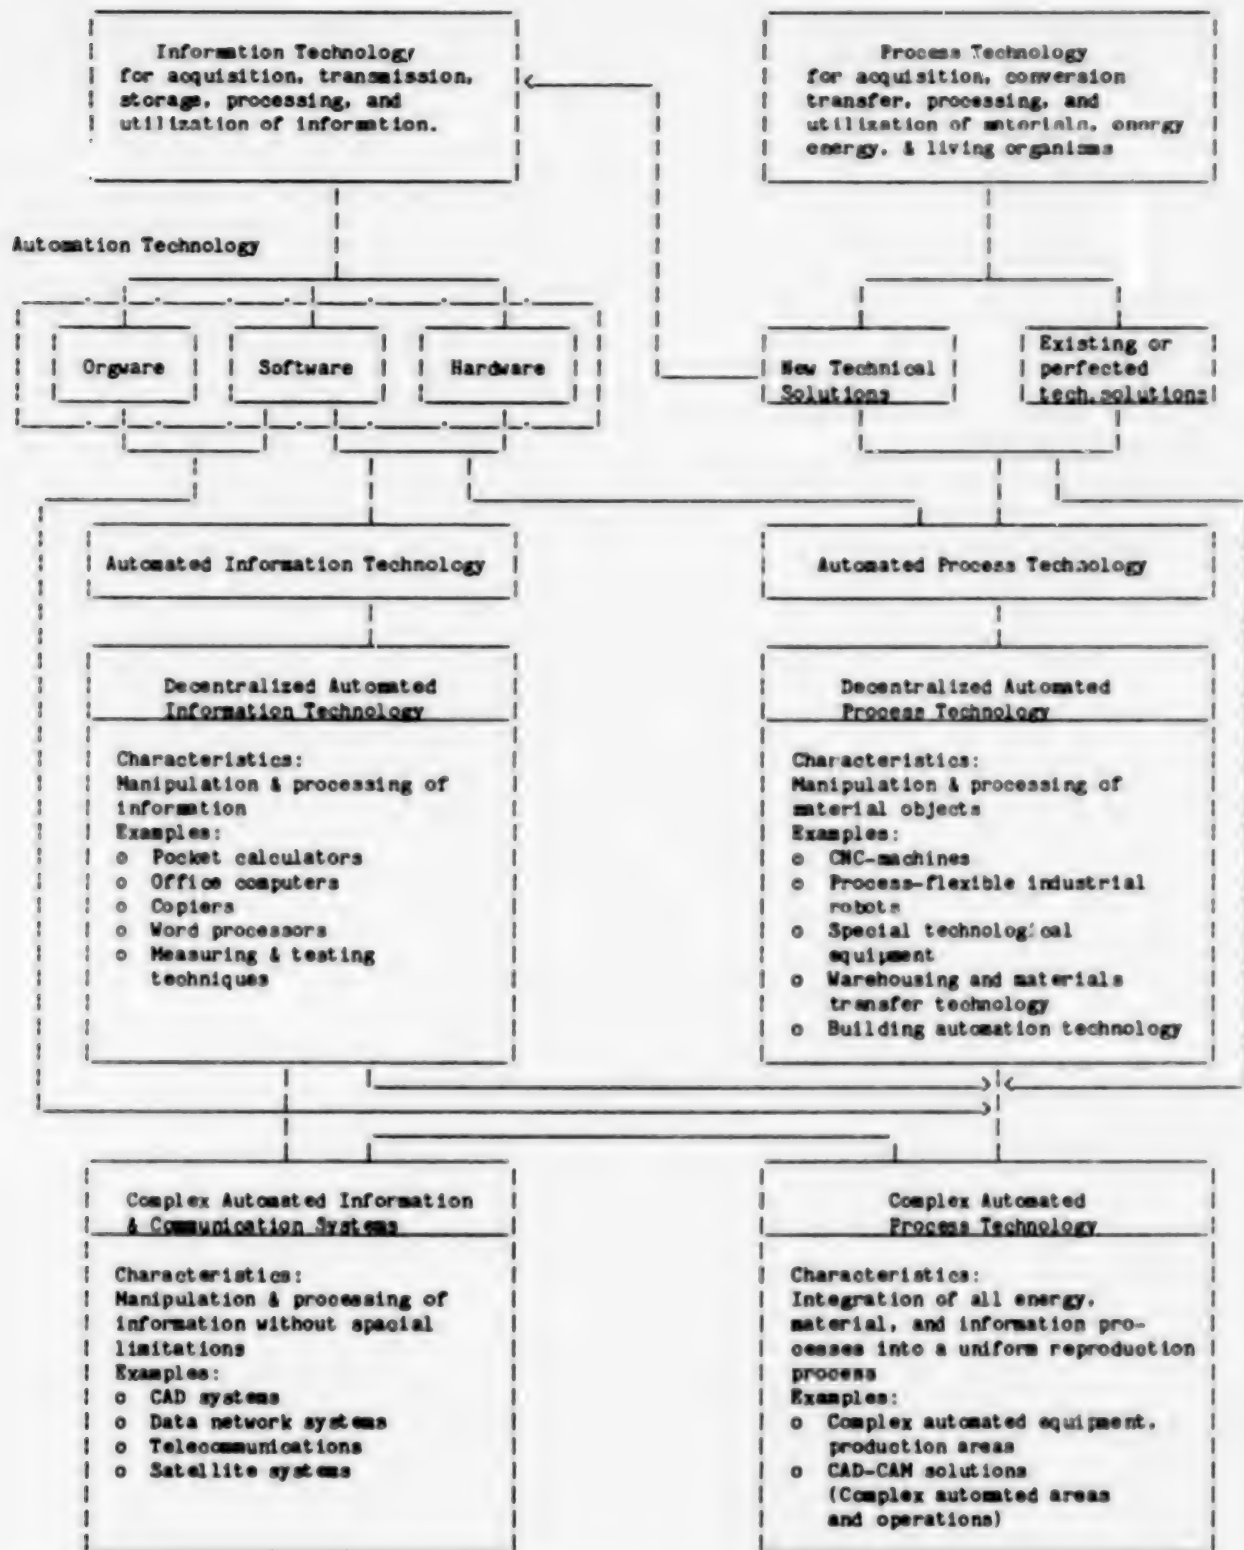 Information Technology
for acquisition, transmission,
storage, processing, and
utilization of information.
Process Technology
for acquisition, conversion
transfer, processing, and
utilization of materials, energy
energy, & living organisms
Automation Technology
Orgware
Software
Hardware
New Technical
Solutions
Existing or
perfected
tech.solutions
Automated Information Technology
Automated Process Technology
Decentralized Automated
Information Technology
Characteristics:
Manipulation & processing of
information
Examples:
o Pocket calculators
o Office computers
o Copiers
o Word processors
o Measuring & testing
techniques
Decentralized Automated
Process Technology
Characteristics:
Manipulation & processing of
material objects
Examples:
o CNC-machines
o Process-flexible industrial
robots
o Special technological
equipment
o Warehousing and materials
transfer technology
o Building automation technology
Complex Automated Information
& Communication Systems
Characteristics:
Manipulation & processing of
information without spacial
limitations
Examples:
o CAD systems
o Data network systems
o Telecommunications
o Satellite systems
Complex Automated
Process Technology
Characteristics:
Integration of all energy,
material, and information pro-
cesses into a uniform reproduction
process
Examples:
o Complex automated equipment,
production areas
o CAD-CAM solutions
(Complex automated areas
and operations)